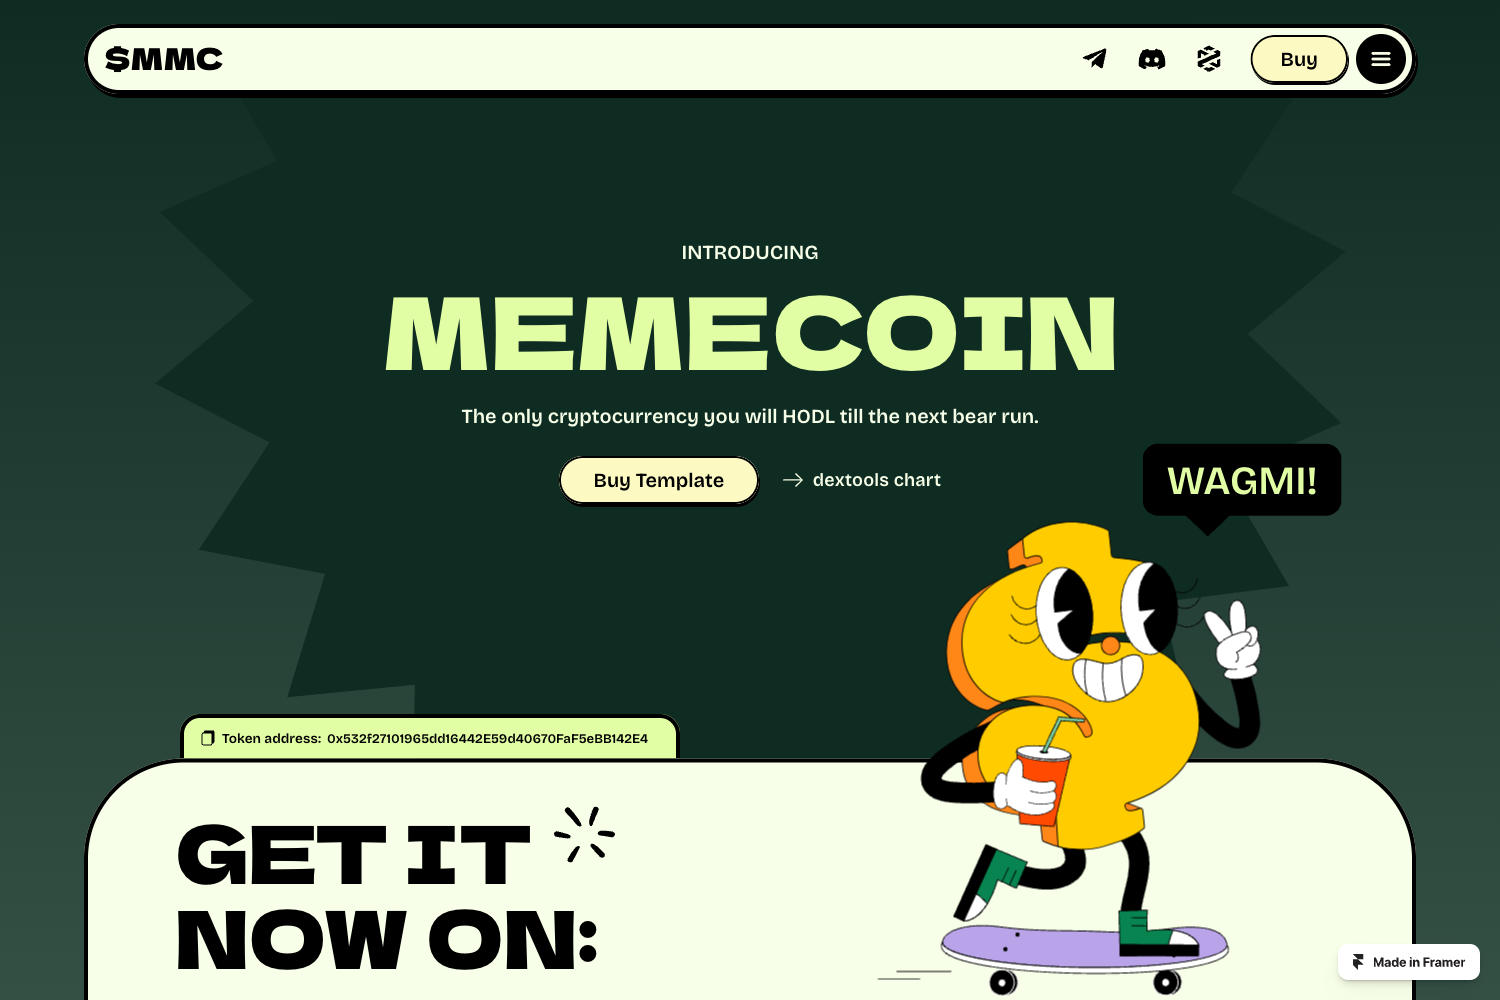 $MMC
Buy
INTRODUCING
MEMECOIN
The only cryptocurrency you will HODL till the next bear run.
Buy Template
dextools chart
WAGMI!
Token address: 0x532f27101965dd16442E59d40670FaF5eBB142E4
GET IT
NOW ON:
Made in Framer